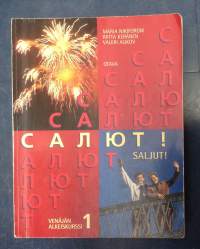 MARIA NIKIFOROW
RIITTA KERÄNEN
VALERI ALIKOV
OTAVA
САЛЮТ!
SALJUT!
VENÄJÄN
ALKEISKURSSI 1